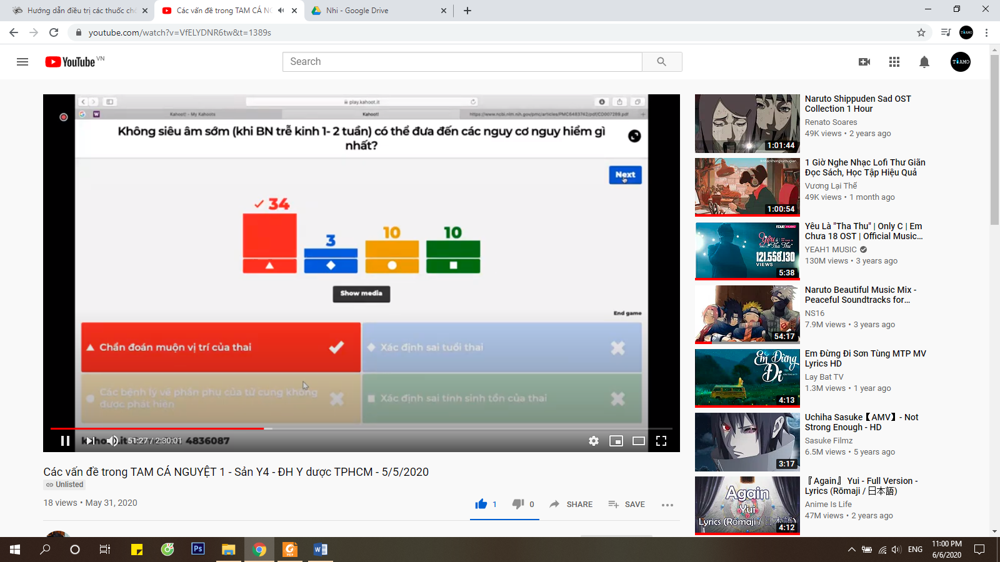 Hướng dẫn điều trị các thuốc chố
Các vấn đề trong TAM CÁ NG
Nhi - Google Drive
youtube.com/watch?v=VfELYDNR6tw&t=1389s
TIAMO
YouTube VN
Search
TIAMO
play.kahoot.it
Kahoot! - My Kahoots
Kahoot!
https://www.ncbi.nlm.nih.gov/pmc/articles/PMC6483742/pdf/CD007289.pdf
Không siêu âm sớm (khi BN trễ kinh 1- 2 tuần) có thể đưa đến các nguy cơ nguy hiểm gì
nhất?
Next
34
3
10
10
Show media
End game
Chẩn đoán muộn vị trí của thai
Xác định sai tuổi thai
Các bệnh lý về phần phụ của tử cung không
được phát hiện
Xác định sai tính sinh tồn của thai
kahoot.it
4836087
51:27 / 2:30:01
Các vấn đề trong TAM CÁ NGUYỆT 1 - Sản Y4 - ĐH Y dược TPHCM - 5/5/2020
Unlisted
18 views • May 31, 2020
1
0
SHARE
SAVE
1:01:44
Naruto Shippuden Sad OST
Collection 1 Hour
Renato Soares
49K views • 2 years ago
1:00:54
1 Giờ Nghe Nhạc Lofi Thư Giãn
Đọc Sách, Học Tập Hiệu Quả
Vương Lại Thế
49K views • 1 month ago
YEAH1 MUSIC
Yêu Là
"Tha Thu"
121.558.130
VIEWS
5:38
Yêu Là "Tha Thu" | Only C | Em
Chưa 18 OST | Official Music...
YEAH1 MUSIC
130M views • 3 years ago
54:17
Naruto Beautiful Music Mix -
Peaceful Soundtracks for...
NS16
7.9M views • 3 years ago
Em Đừng
Đi
4:13
Em Đừng Đi Sơn Tùng MTP MV
Lyrics HD
Lay Bat TV
1.3M views • 1 year ago
3:17
Uchiha Sasuke【AMV】- Not
Strong Enough - HD
Sasuke Filmz
6.5M views • 5 years ago
Again
Yui
Lyrics (Rōmaji / 日本語)
4:12
『Again』 Yui - Full Version -
Lyrics (Rōmaji / 日本語)
Anime Is Life
47M views • 2 years ago
Ps
ENG
11:00 PM
6/6/2020